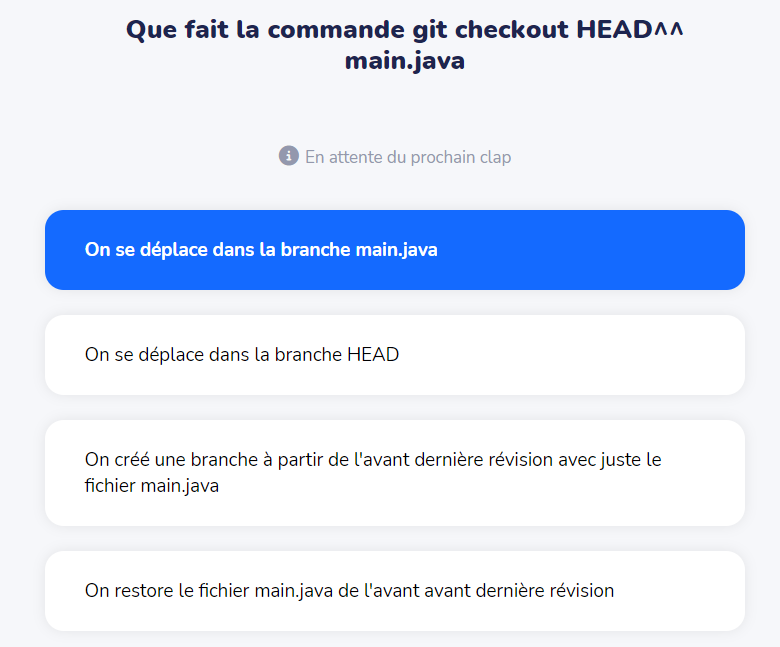 Que fait la commande git checkout HEAD^^
main.java
En attente du prochain clap
On se déplace dans la branche main.java
On se déplace dans la branche HEAD
On créé une branche à partir de l'avant dernière révision avec juste le
fichier main.java
On restore le fichier main.java de l'avant avant dernière révision